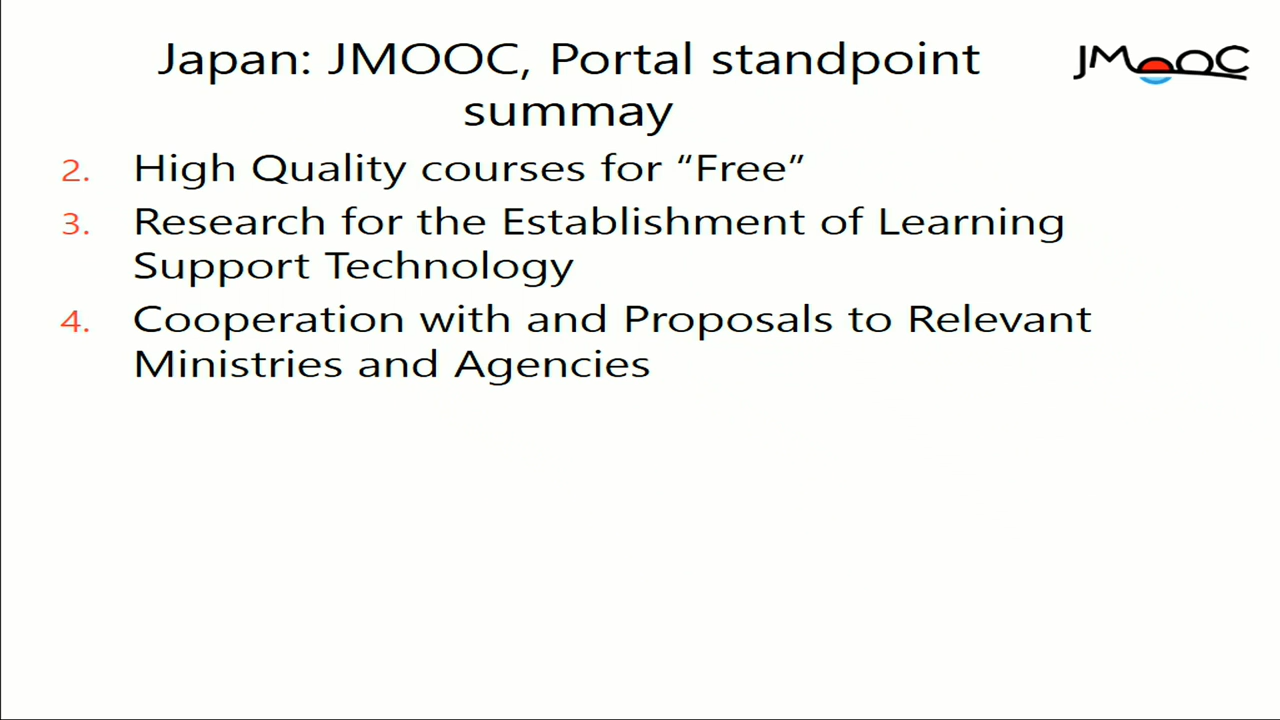 Japan: JMOOC, Portal standpoint
summay
JMOOC
2. High Quality courses for “Free”
3. Research for the Establishment of Learning
Support Technology
4. Cooperation with and Proposals to Relevant
Ministries and Agencies